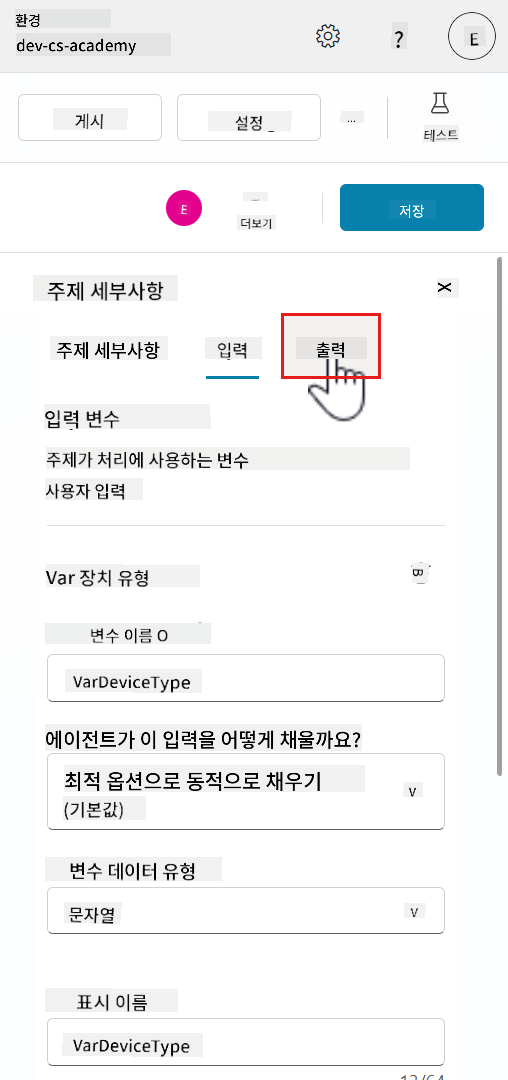 환경
dev-cs-academy
?
E
게시
설정
...
테스트
E
더보기
저장
주제 세부사항
주제 세부사항
입력
출력
입력 변수
주제가 처리에 사용하는 변수
사용자 입력
Var 장치 유형
변수 이름 O
VarDeviceType
에이전트가 이 입력을 어떻게 채울까요?
최적 옵션으로 동적으로 채우기
(기본값)
변수 데이터 유형
문자열
표시 이름
VarDeviceType